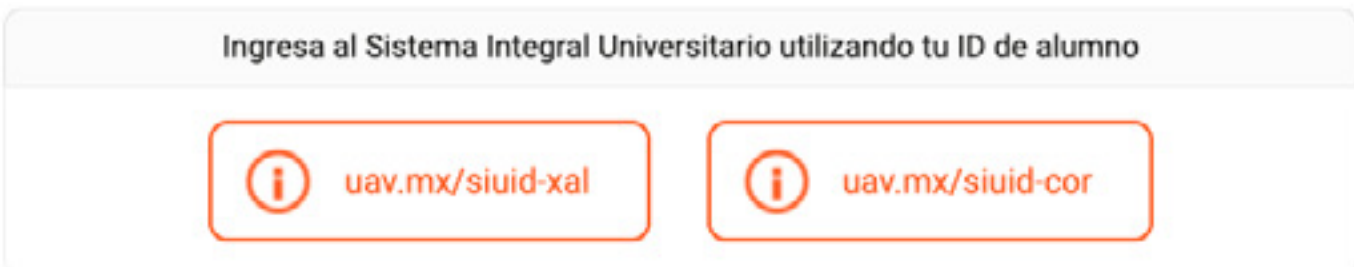 Ingresa al Sistema Integral Universitario utilizando tu ID de alumno
uav.mx/siuid-xal
uav.mx/siuid-cor